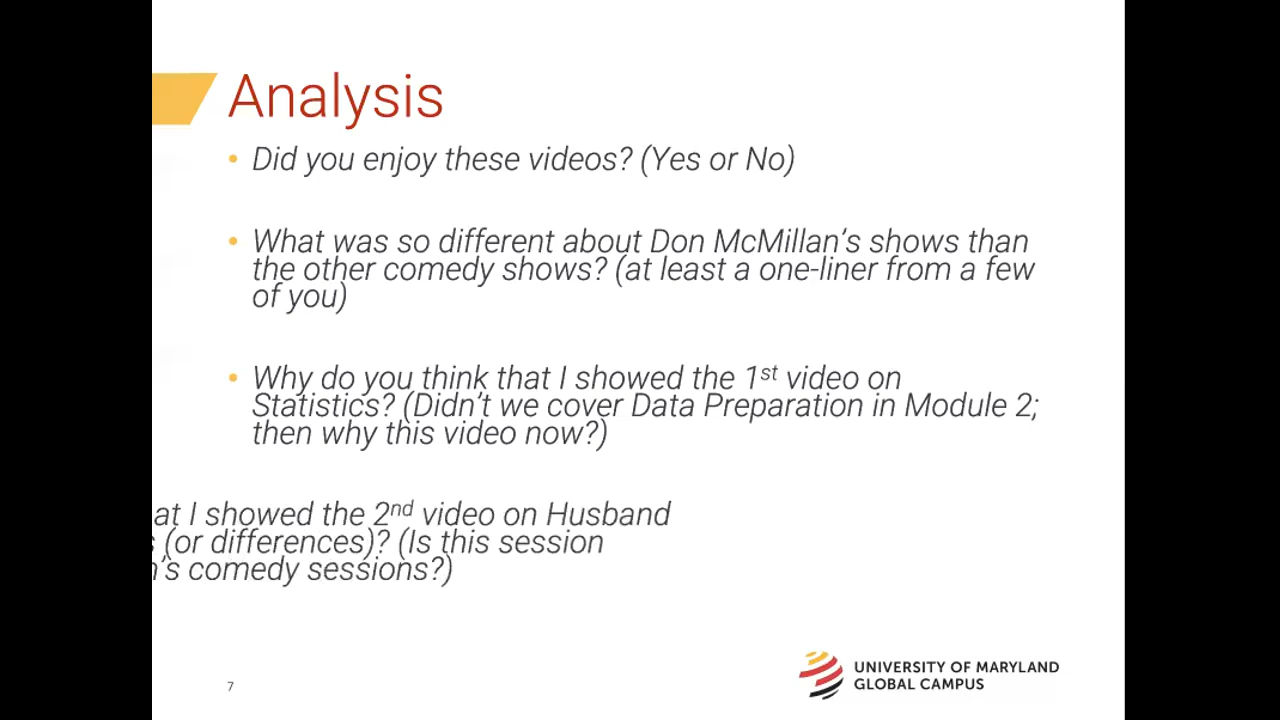 Analysis
• Did you enjoy these videos? (Yes or No)
• What was so different about Don McMillan’s shows than
the other comedy shows? (at least a one-liner from a few
of you)
• Why do you think that I showed the 1st video on
Statistics? (Didn’t we cover Data Preparation in Module 2;
then why this video now?)
at I showed the 2nd video on Husband
(or differences)? (Is this session
’s comedy sessions?)
7
UNIVERSITY OF MARYLAND
GLOBAL CAMPUS